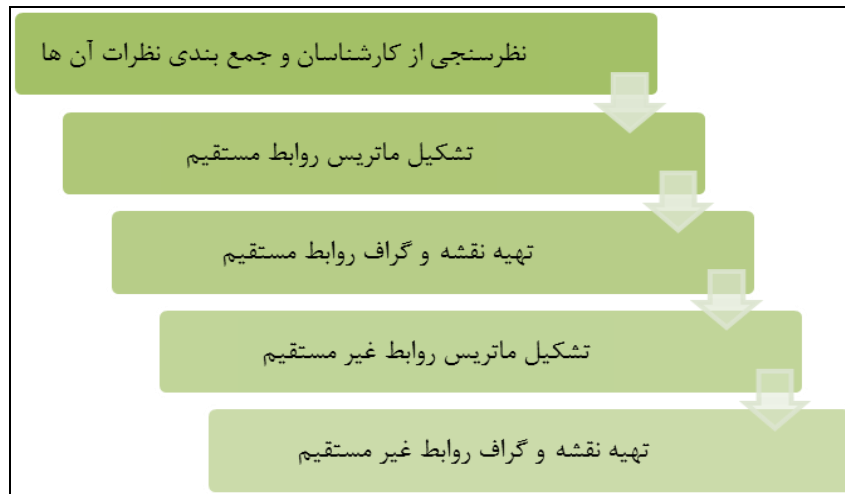 نظرسنجی از کارشناسان و جمع بندی نظرات آن ها
تشکیل ماتریس روابط مستقیم
تهیه نقشه و گراف روابط مستقیم
تشکیل ماتریس روابط غیر مستقیم
تهیه نقشه و گراف روابط غیر مستقیم